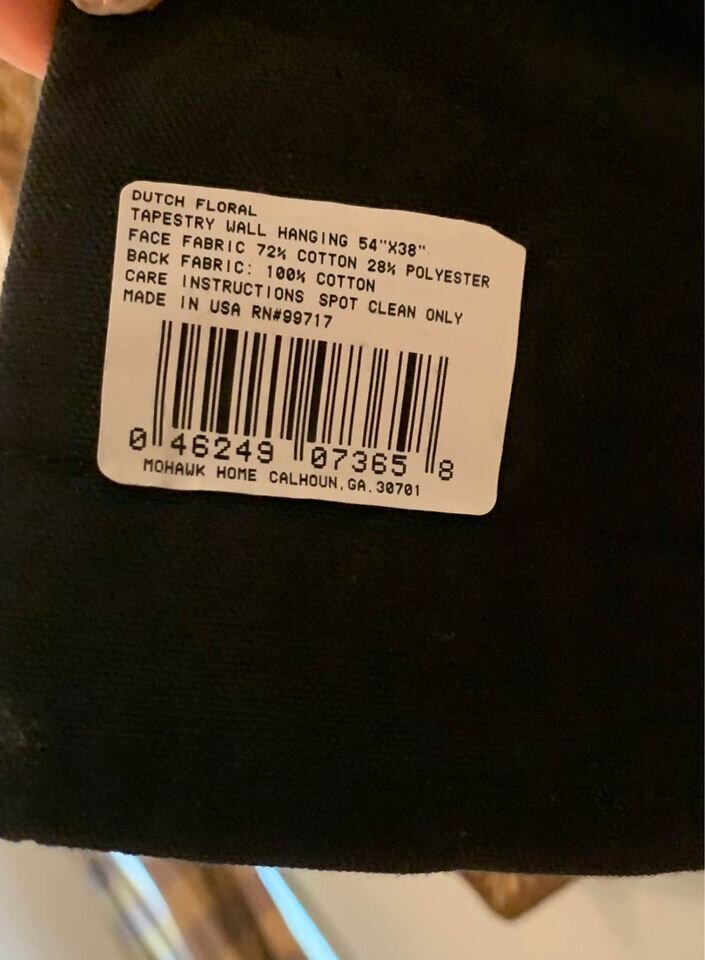 DUTCH FLORAL
TAPESTRY WALL HANGING 54"X38"
FACE FABRIC 72% COTTON 28% POLYESTER
BACK FABRIC: 100% COTTON
CARE INSTRUCTIONS SPOT CLEAN ONLY
MADE IN USA RN#99717
0 46249 07365 8
MOHAWK HOME CALHOUN,GA.30701